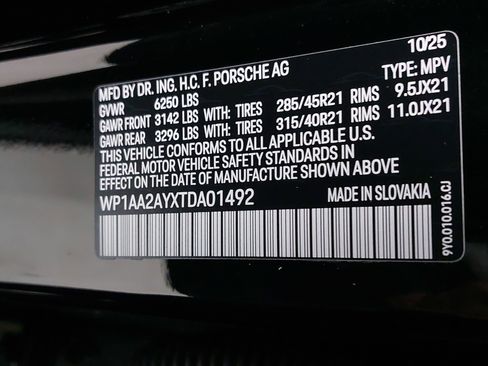 10/25
MFD BY DR. ING. H.C. F. PORSCHE AG TYPE: MPV
GVWR 6250 LBS
GAWR FRONT 3142 LBS WITH: TIRES 285/45R21 RIMS 9.5JX21
GAWR REAR 3296 LBS WITH: TIRES 315/40R21 RIMS 11.0JX21
THIS VEHICLE CONFORMS TO ALL APPLICABLE U.S.
FEDERAL MOTOR VEHICLE SAFETY STANDARDS IN
EFFECT ON THE DATE OF MANUFACTURE SHOWN ABOVE
WP1AA2AYXTDA01492 MADE IN SLOVAKIA
9Y0.010.016.CJ